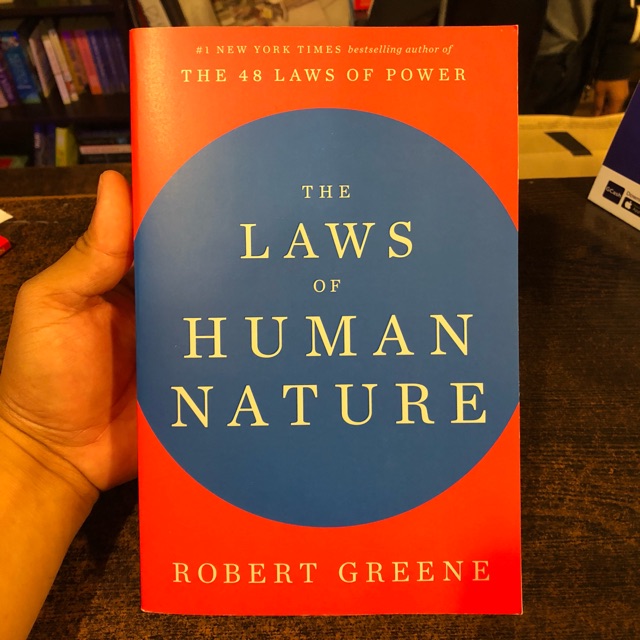 #1 NEW YORK TIMES bestselling author of
THE 48 LAWS OF POWER
THE
LAWS
OF
HUMAN
NATURE
ROBERT GREENE